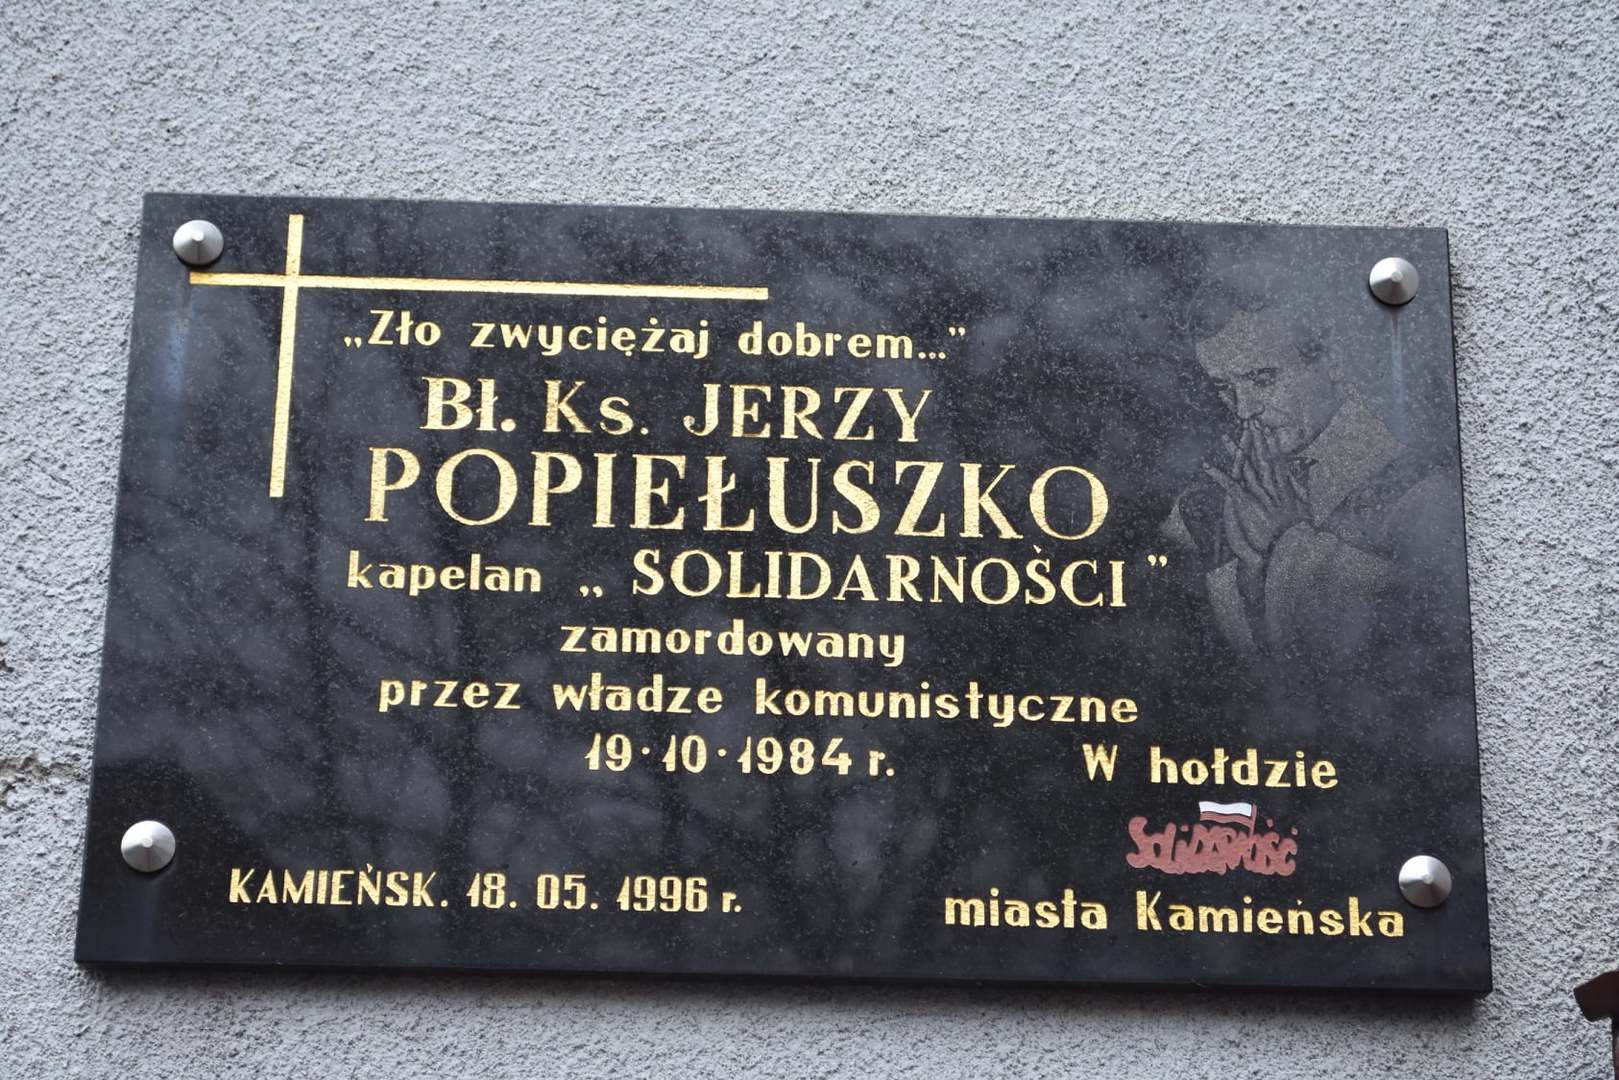 „Zło zwyciężaj dobrem..."
Bł. Ks. JERZY
POPIEŁUSZKO
kapelan „SOLIDARNOŚCI"
zamordowany
przez władze komunistyczne
19·10·1984 r.
W hołdzie
Solidarność
miasta Kamieńska
KAMIEŃSK. 18. 05. 1996 r.